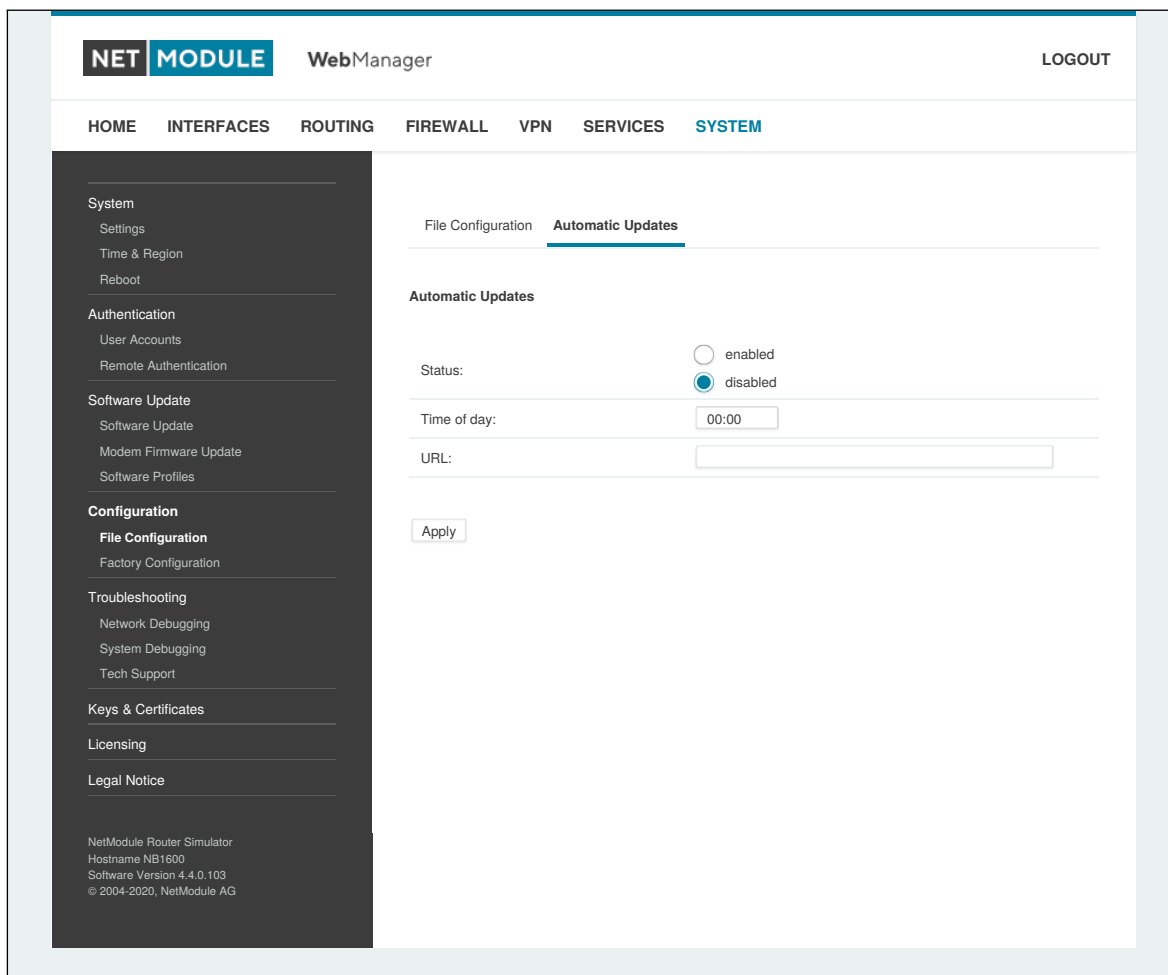 NET MODULE WebManager LOGOUT
HOME INTERFACES ROUTING FIREWALL VPN SERVICES SYSTEM
System
Settings
Time & Region
Reboot
Authentication
User Accounts
Remote Authentication
Software Update
Software Update
Modem Firmware Update
Software Profiles
Configuration
File Configuration
Factory Configuration
Troubleshooting
Network Debugging
System Debugging
Tech Support
Keys & Certificates
Licensing
Legal Notice
NetModule Router Simulator
Hostname NB1600
Software Version 4.4.0.103
© 2004-2020, NetModule AG
File Configuration Automatic Updates
Automatic Updates
Status:
enabled
disabled
Time of day: 00:00
URL:
Apply